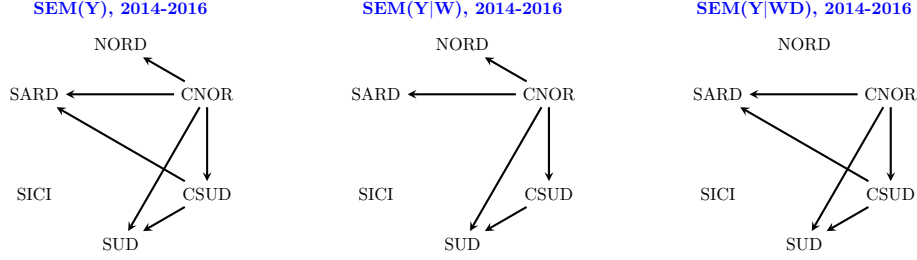 SEM(Y), 2014-2016
NORD
SARD
CNOR
SICI
CSUD
SUD
SEM(Y|W), 2014-2016
NORD
SARD
CNOR
SICI
CSUD
SUD
SEM(Y|WD), 2014-2016
NORD
SARD
CNOR
SICI
CSUD
SUD